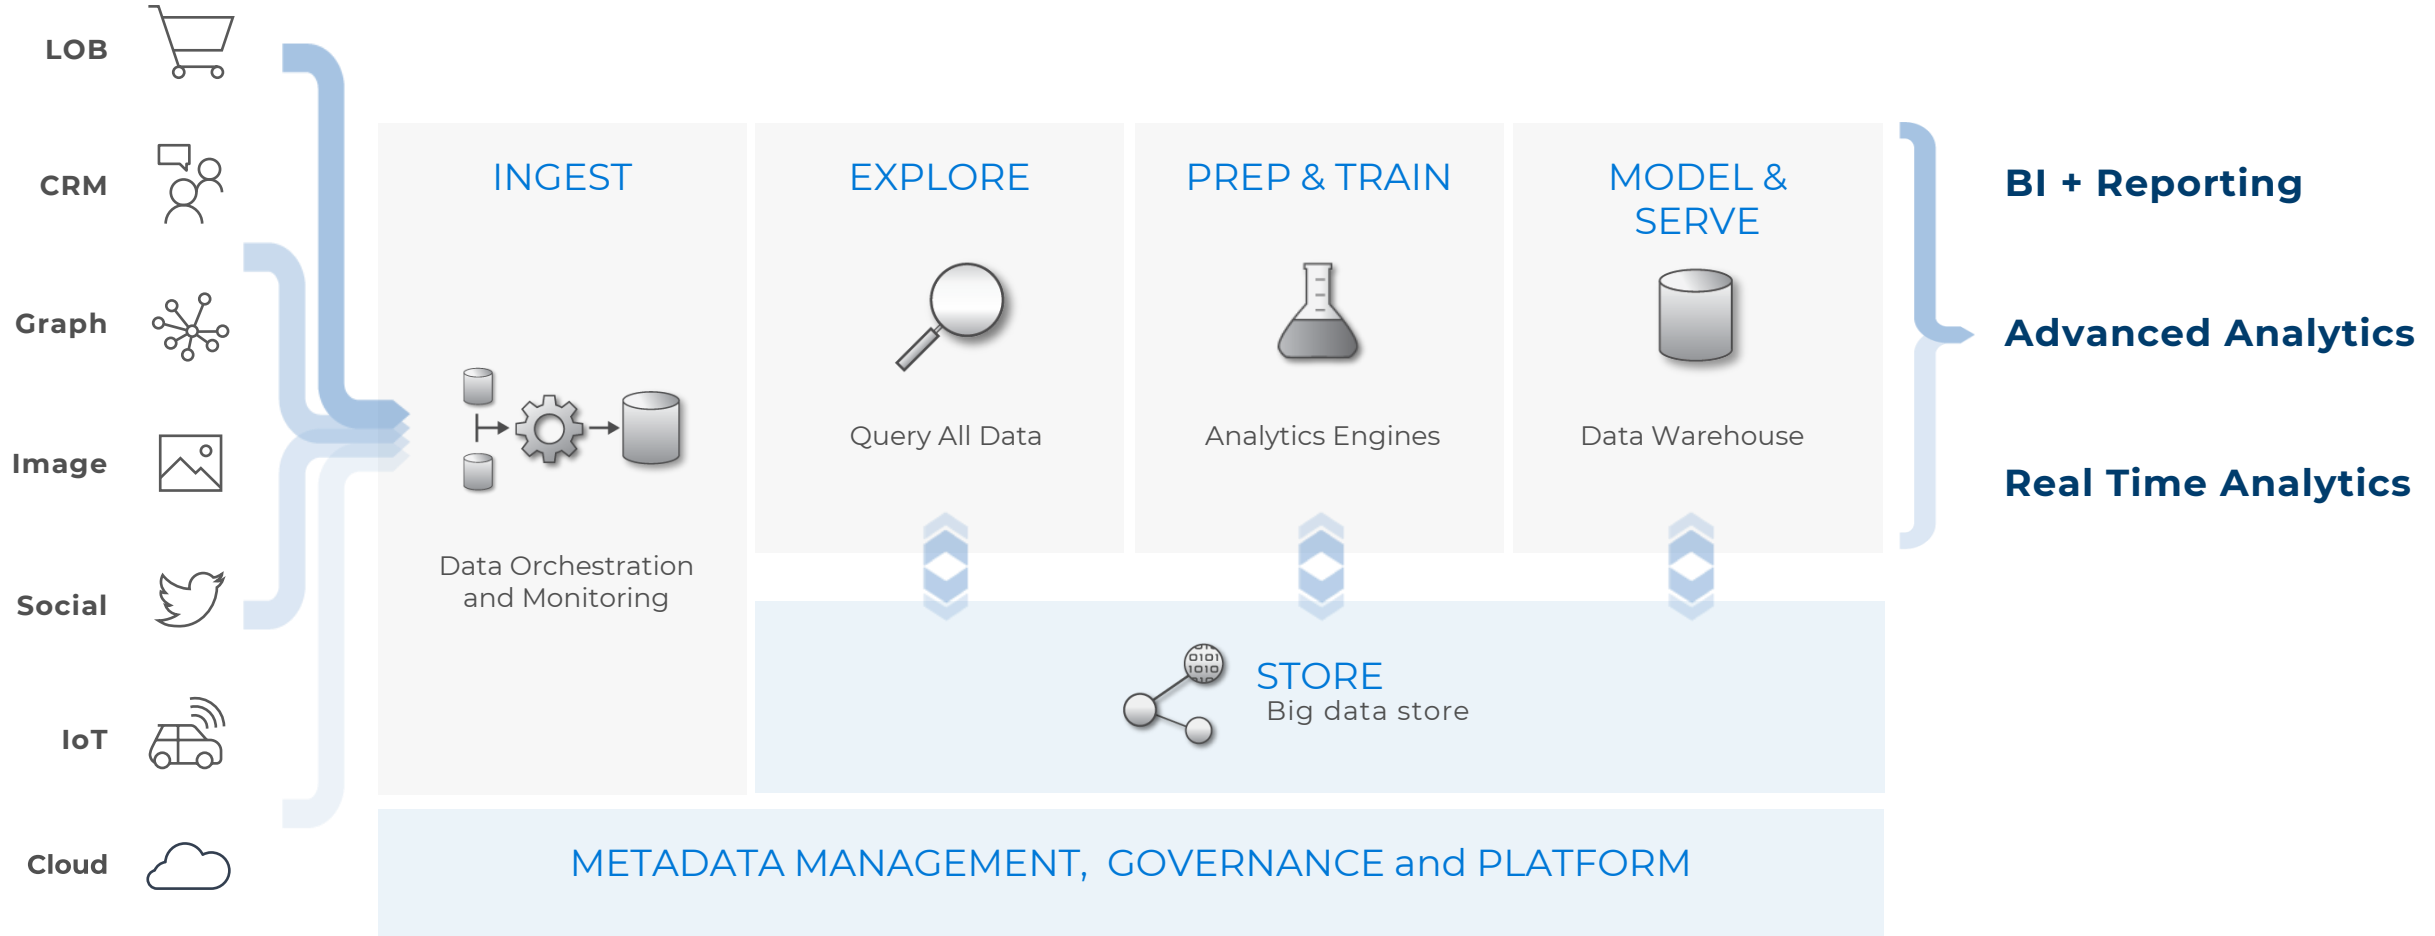 LOB
CRM
Graph
Image
Social
IoT
Cloud
INGEST
Data Orchestration
and Monitoring
EXPLORE
Query All Data
PREP & TRAIN
Analytics Engines
MODEL &
SERVE
Data Warehouse
0101
1010
STORE
Big data store
METADATA MANAGEMENT, GOVERNANCE and PLATFORM
BI + Reporting
Advanced Analytics
Real Time Analytics